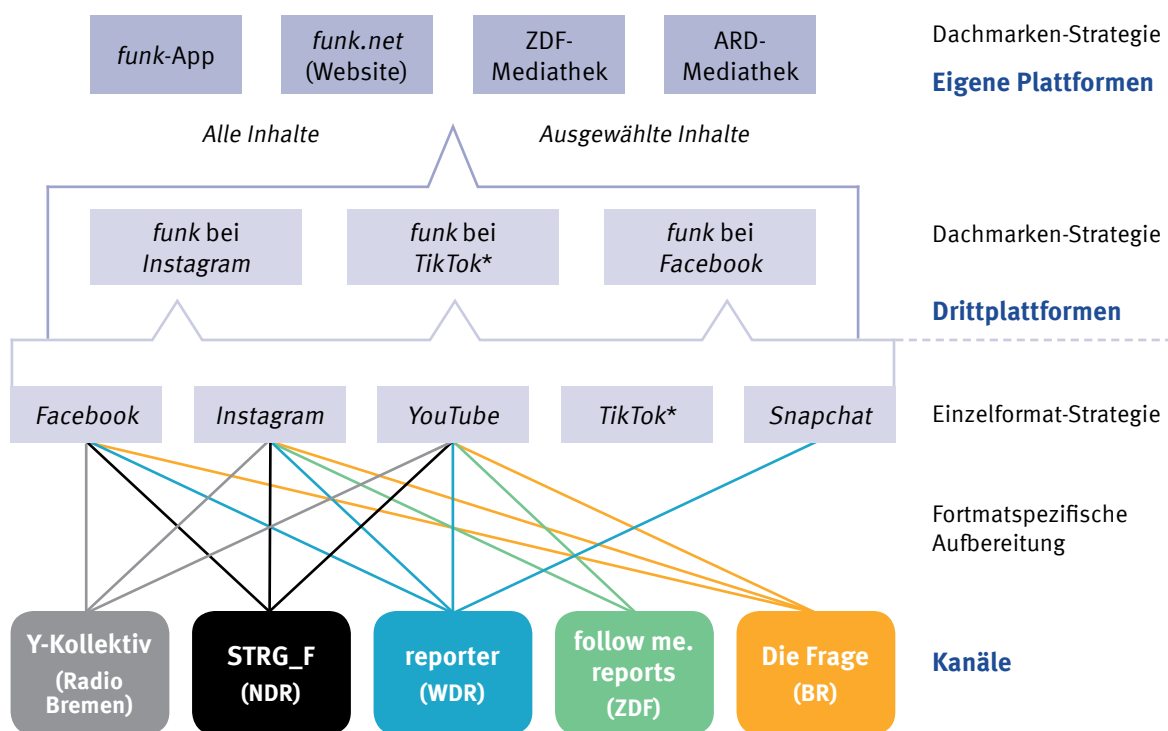 funk-App
funk.net
(Website)
ZDF-
Mediathek
ARD-
Mediathek
Dachmarken-Strategie
Eigene Plattformen
Alle Inhalte
Ausgewählte Inhalte
funk bei
Instagram
funk bei
TikTok*
funk bei
Facebook
Dachmarken-Strategie
Drittplattformen
Facebook
Instagram
YouTube
TikTok*
Snapchat
Einzelformat-Strategie
Fortmatspezifische
Aufbereitung
Y-Kollektiv
(Radio
Bremen)
STRG_F
(NDR)
reporter
(WDR)
follow me.
reports
(ZDF)
Die Frage
(BR)
Kanäle